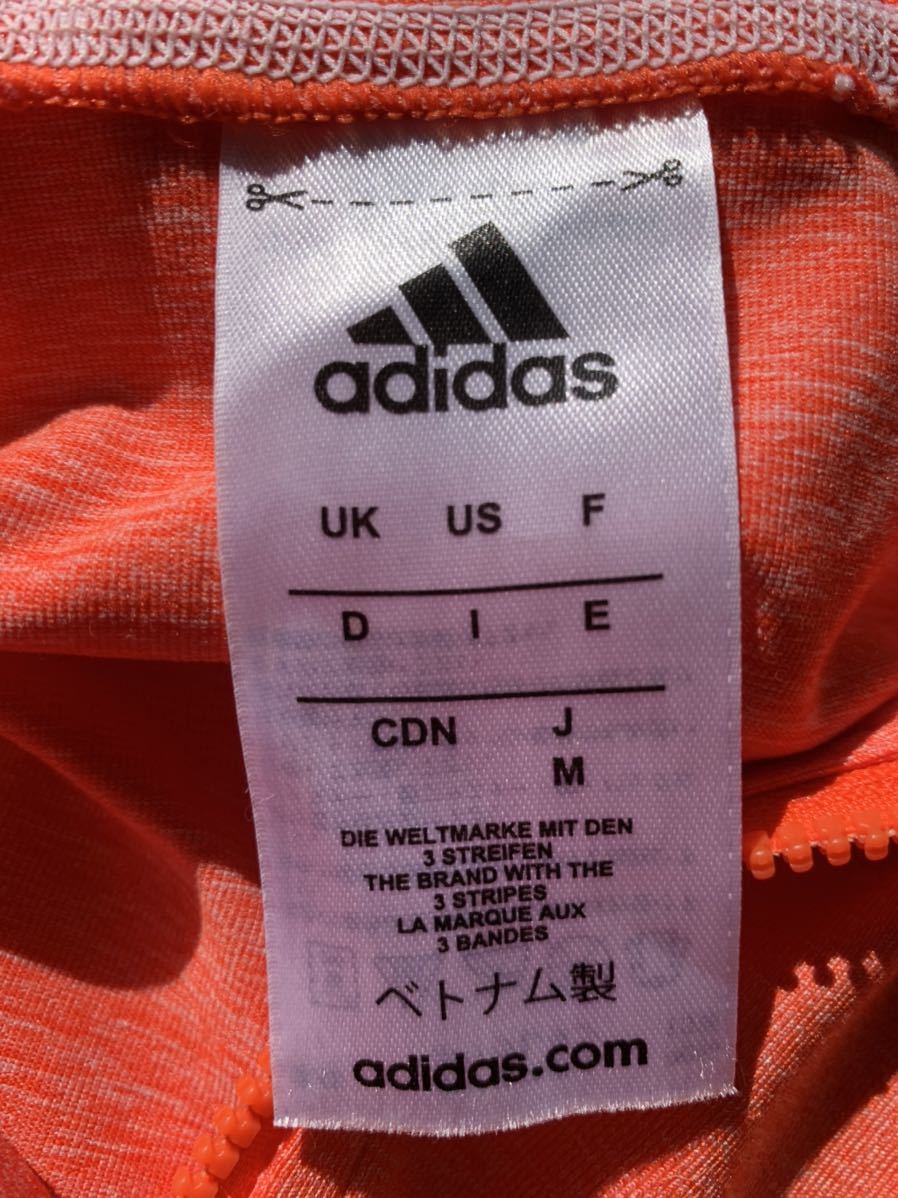 adidas
UK US F
D I E
CDN J
M
DIE WELTMARKE MIT DEN
3 STREIFEN
THE BRAND WITH THE
3 STRIPES
LA MARQUE AUX
3 BANDES
ベトナム製
adidas.com